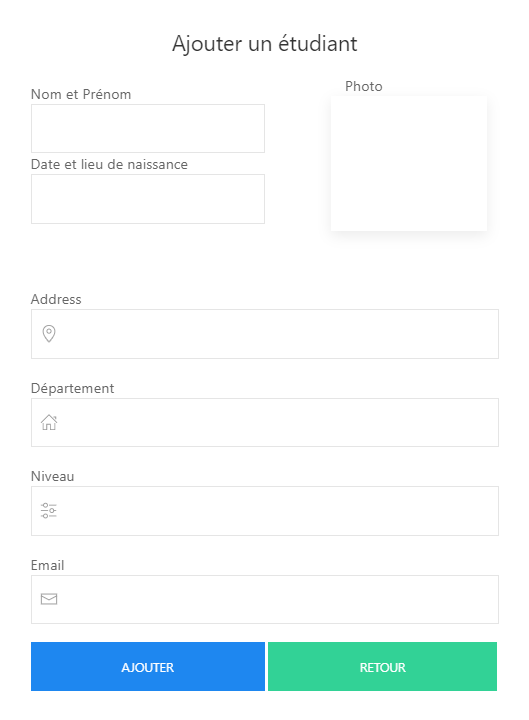 Ajouter un étudiant
Nom et Prénom
Photo
Date et lieu de naissance
Address
Département
Niveau
Email
AJOUTER
RETOUR